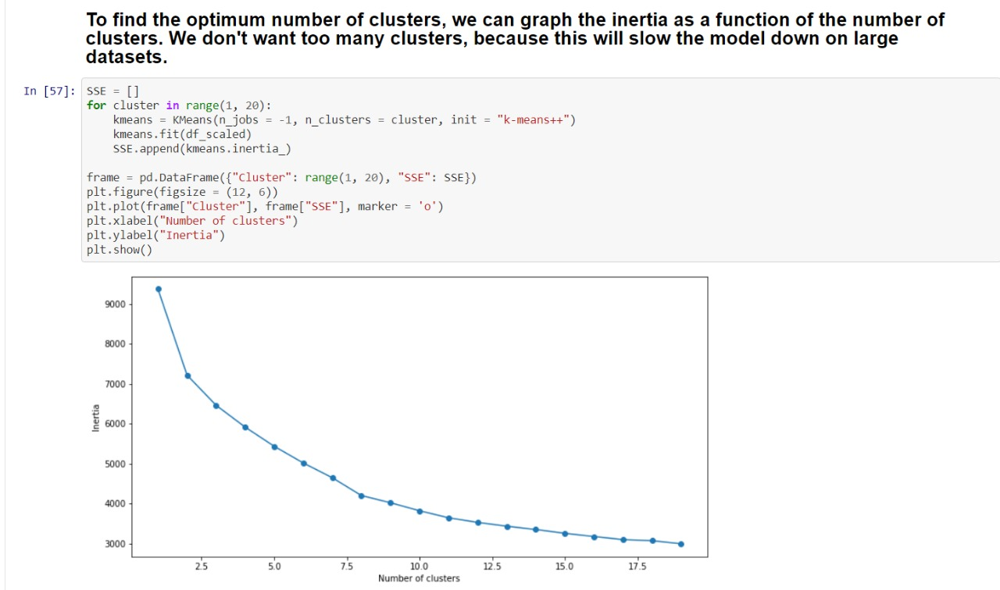 To find the optimum number of clusters, we can graph the inertia as a function of the number of
clusters. We don't want too many clusters, because this will slow the model down on large
datasets.
In [57]: SSE = []
for cluster in range(1, 20):
    kmeans = KMeans(n_jobs = -1, n_clusters = cluster, init = "k-means++")
    kmeans.fit(df_scaled)
    SSE.append(kmeans.inertia_)
frame = pd.DataFrame({"Cluster": range(1, 20), "SSE": SSE})
plt.figure(figsize = (12, 6))
plt.plot(frame["Cluster"], frame["SSE"], marker = 'o')
plt.xlabel("Number of clusters")
plt.ylabel("Inertia")
plt.show()
9000
8000
7000
6000
5000
4000
3000
Inertia
2.5 5.0 7.5 10.0 12.5 15.0 17.5
Number of clusters